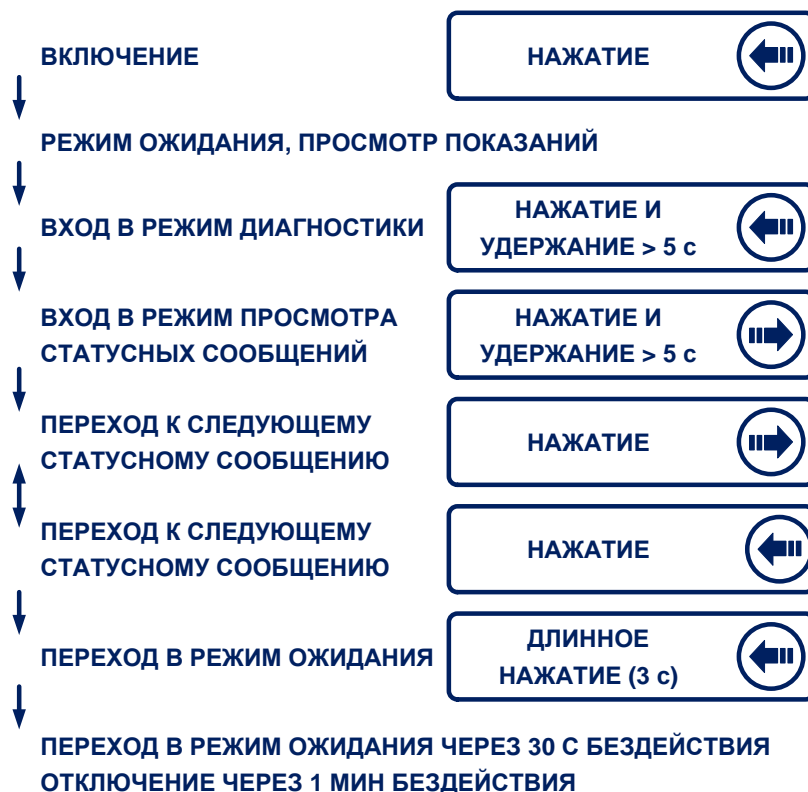 ВКЛЮЧЕНИЕ
НАЖАТИЕ
РЕЖИМ ОЖИДАНИЯ, ПРОСМОТР ПОКАЗАНИЙ
ВХОД В РЕЖИМ ДИАГНОСТИКИ
НАЖАТИЕ И
УДЕРЖАНИЕ > 5 с
ВХОД В РЕЖИМ ПРОСМОТРА
СТАТУСНЫХ СООБЩЕНИЙ
НАЖАТИЕ И
УДЕРЖАНИЕ > 5 с
ПЕРЕХОД К СЛЕДУЮЩЕМУ
СТАТУСНОМУ СООБЩЕНИЮ
НАЖАТИЕ
ПЕРЕХОД К СЛЕДУЮЩЕМУ
СТАТУСНОМУ СООБЩЕНИЮ
НАЖАТИЕ
ПЕРЕХОД В РЕЖИМ ОЖИДАНИЯ
ДЛИННОЕ
НАЖАТИЕ (3 с)
ПЕРЕХОД В РЕЖИМ ОЖИДАНИЯ ЧЕРЕЗ 30 С БЕЗДЕЙСТВИЯ
ОТКЛЮЧЕНИЕ ЧЕРЕЗ 1 МИН БЕЗДЕЙСТВИЯ